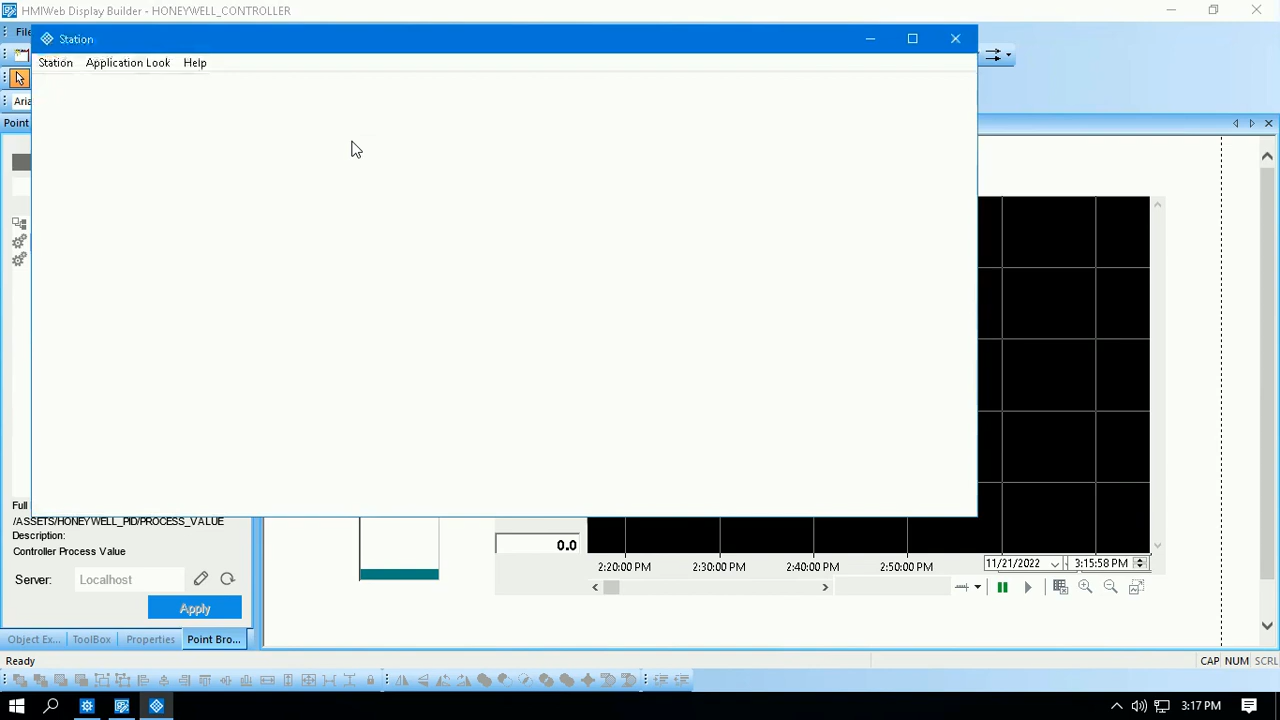 HMIWeb Display Builder - HONEYWELL_CONTROLLER
File
Station
Station Application Look Help
Aria
Point
Full
/ASSETS/HONEYWELL_PID/PROCESS_VALUE
Description:
Controller Process Value
Server: Localhost
Apply
Object Ex... ToolBox Properties Point Bro...
0.0
2:20:00 PM 2:30:00 PM 2:40:00 PM 2:50:00 PM 11/21/2022 3:15:58 PM
Ready
CAP NUM SCRL
3:17 PM